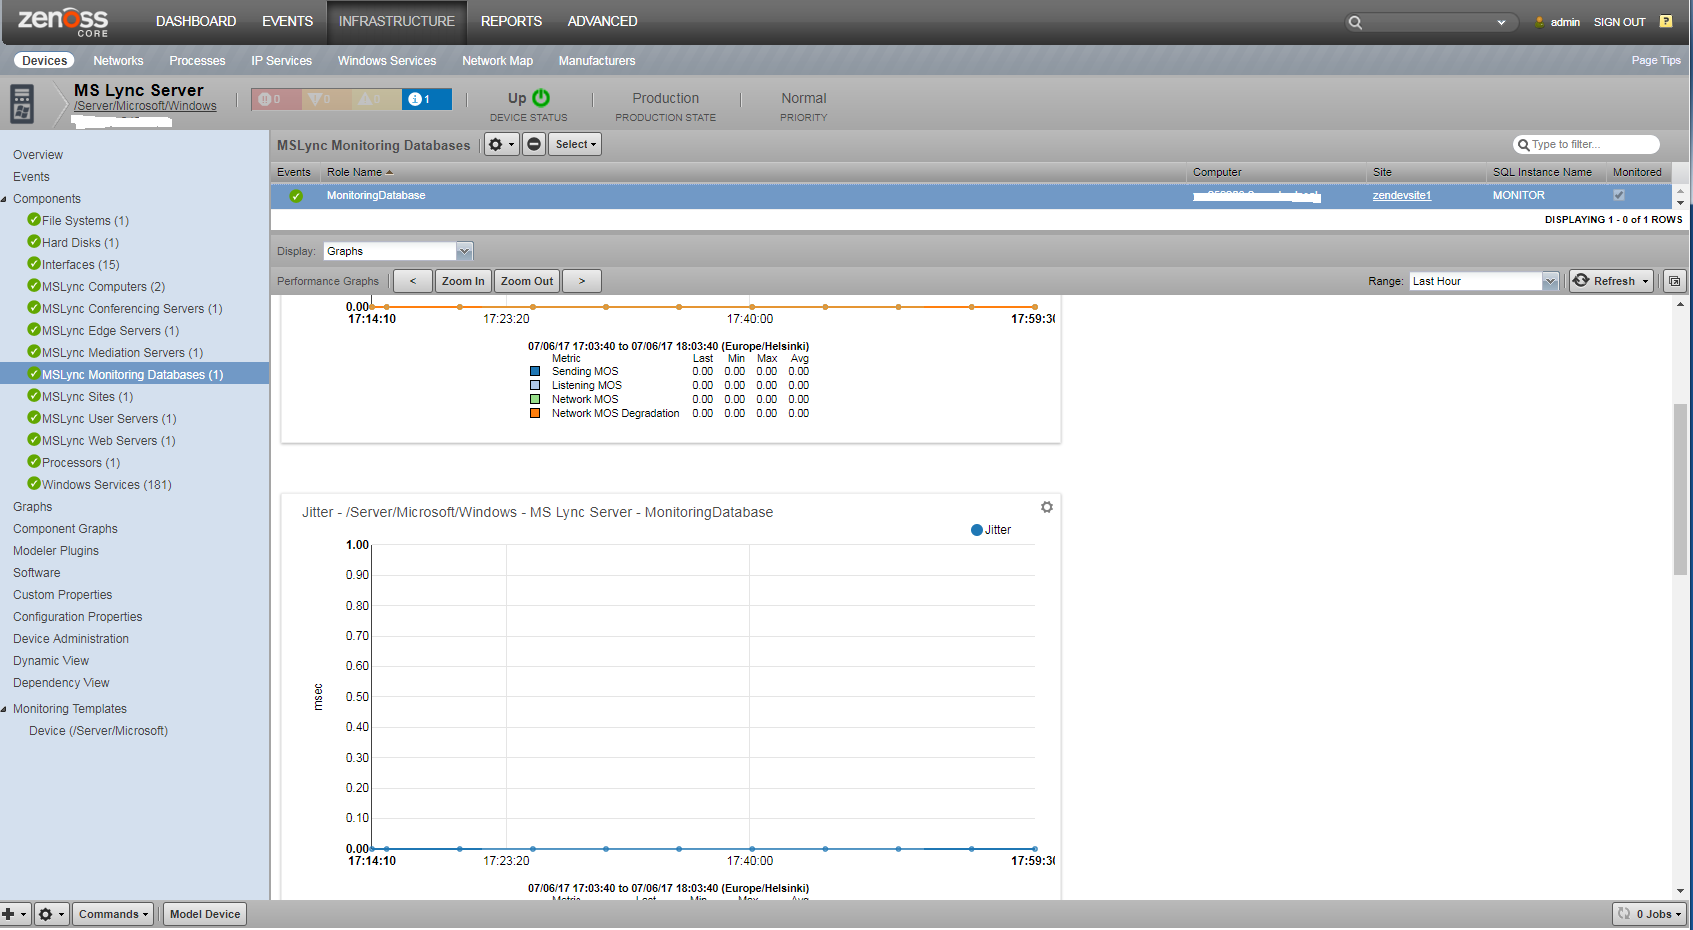 zenoss CORE DASHBOARD EVENTS INFRASTRUCTURE REPORTS ADVANCED admin SIGN OUT ?
Devices Networks Processes IP Services Windows Services Network Map Manufacturers Page Tips
MS Lync Server
/Server/Microsoft/Windows
0 0 0 1
Up Production Normal
DEVICE STATUS PRODUCTION STATE PRIORITY
Overview
Events
Components
File Systems (1)
Hard Disks (1)
Interfaces (15)
MSLync Computers (2)
MSLync Conferencing Servers (1)
MSLync Edge Servers (1)
MSLync Mediation Servers (1)
MSLync Monitoring Databases (1)
MSLync Sites (1)
MSLync User Servers (1)
MSLync Web Servers (1)
Processors (1)
Windows Services (181)
Graphs
Component Graphs
Modeler Plugins
Software
Custom Properties
Configuration Properties
Device Administration
Dynamic View
Dependency View
Monitoring Templates
Device (/Server/Microsoft)
MSLync Monitoring Databases Select Type to filter...
Events Role Name Computer Site SQL Instance Name Monitored
MonitoringDatabase zendevsite1 MONITOR
DISPLAYING 1 - 0 of 1 ROWS
Display: Graphs
Performance Graphs < Zoom In Zoom Out > Range: Last Hour Refresh
0.00
17:14:10 17:23:20 17:40:00 17:59:30
07/06/17 17:03:40 to 07/06/17 18:03:40 (Europe/Helsinki)
Metric Last Min Max Avg
Sending MOS 0.00 0.00 0.00 0.00
Listening MOS 0.00 0.00 0.00 0.00
Network MOS 0.00 0.00 0.00 0.00
Network MOS Degradation 0.00 0.00 0.00 0.00
Jitter - /Server/Microsoft/Windows - MS Lync Server - MonitoringDatabase
Jitter
1.00
0.90
0.80
0.70
0.60
0.50
0.40
0.30
0.20
0.10
0.00
msec
17:14:10 17:23:20 17:40:00 17:59:30
07/06/17 17:03:40 to 07/06/17 18:03:40 (Europe/Helsinki)
Metric Last Min Max Avg
Commands Model Device 0 Jobs